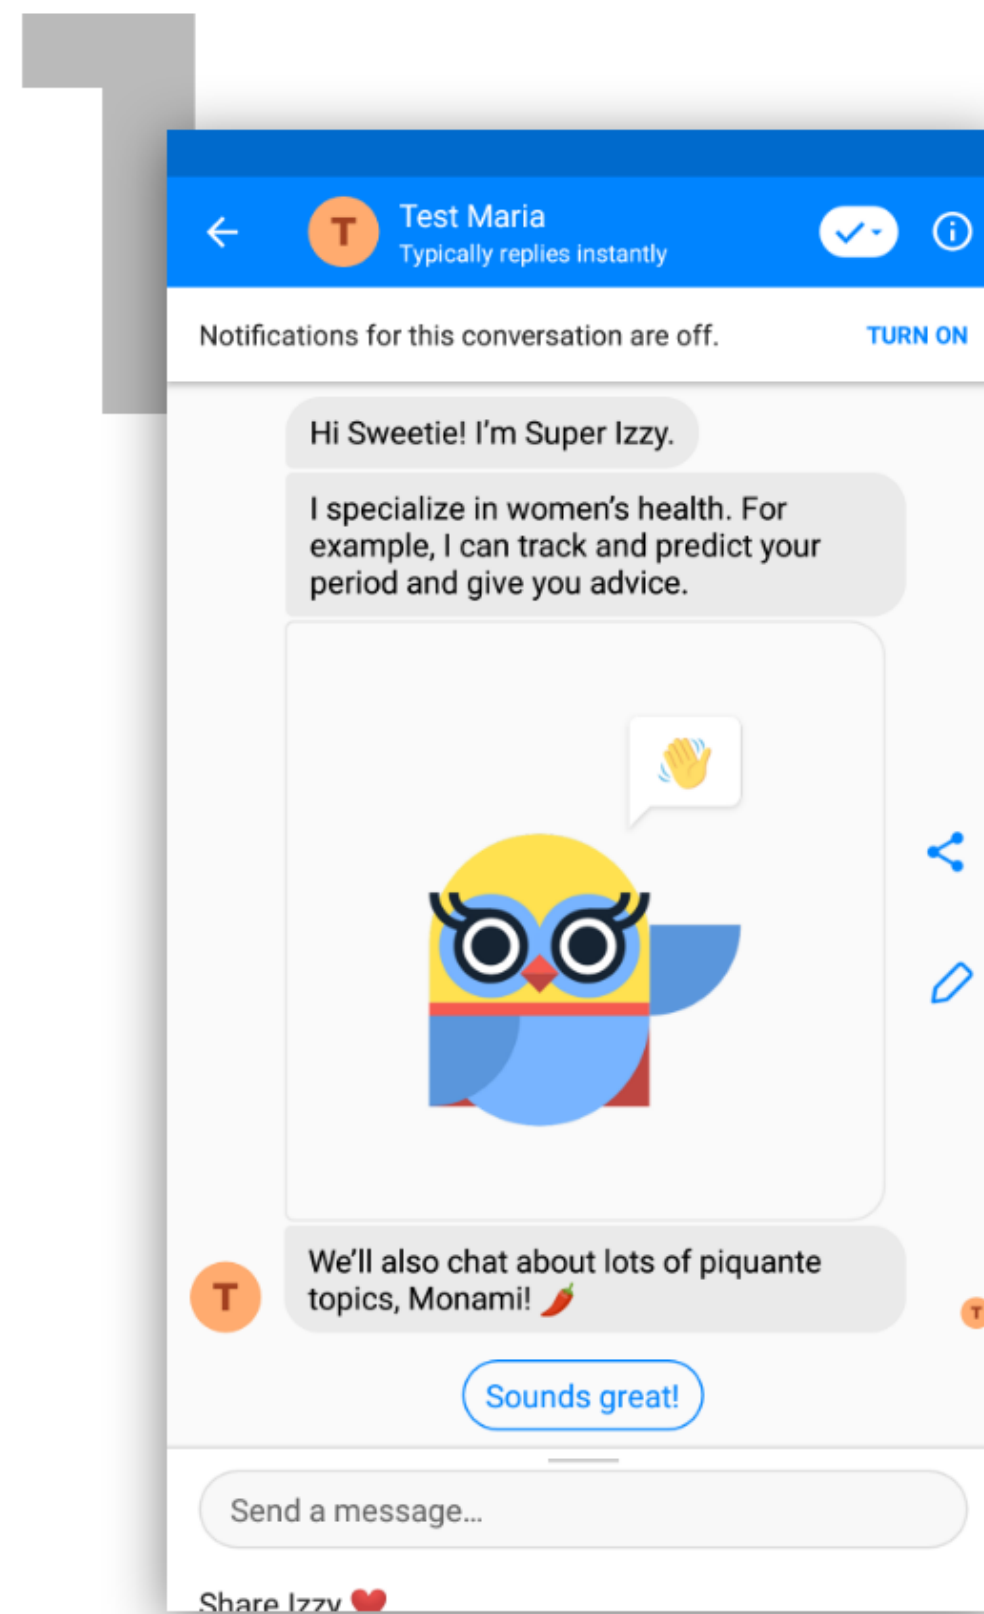 T
Test Maria
Typically replies instantly
Notifications for this conversation are off.
TURN ON
Hi Sweetie! I’m Super Izzy.
I specialize in women’s health. For
example, I can track and predict your
period and give you advice.
We’ll also chat about lots of piquante
topics, Monami! 🌶️
T
T
Sounds great!
Send a message...
Share Izzy ❤️